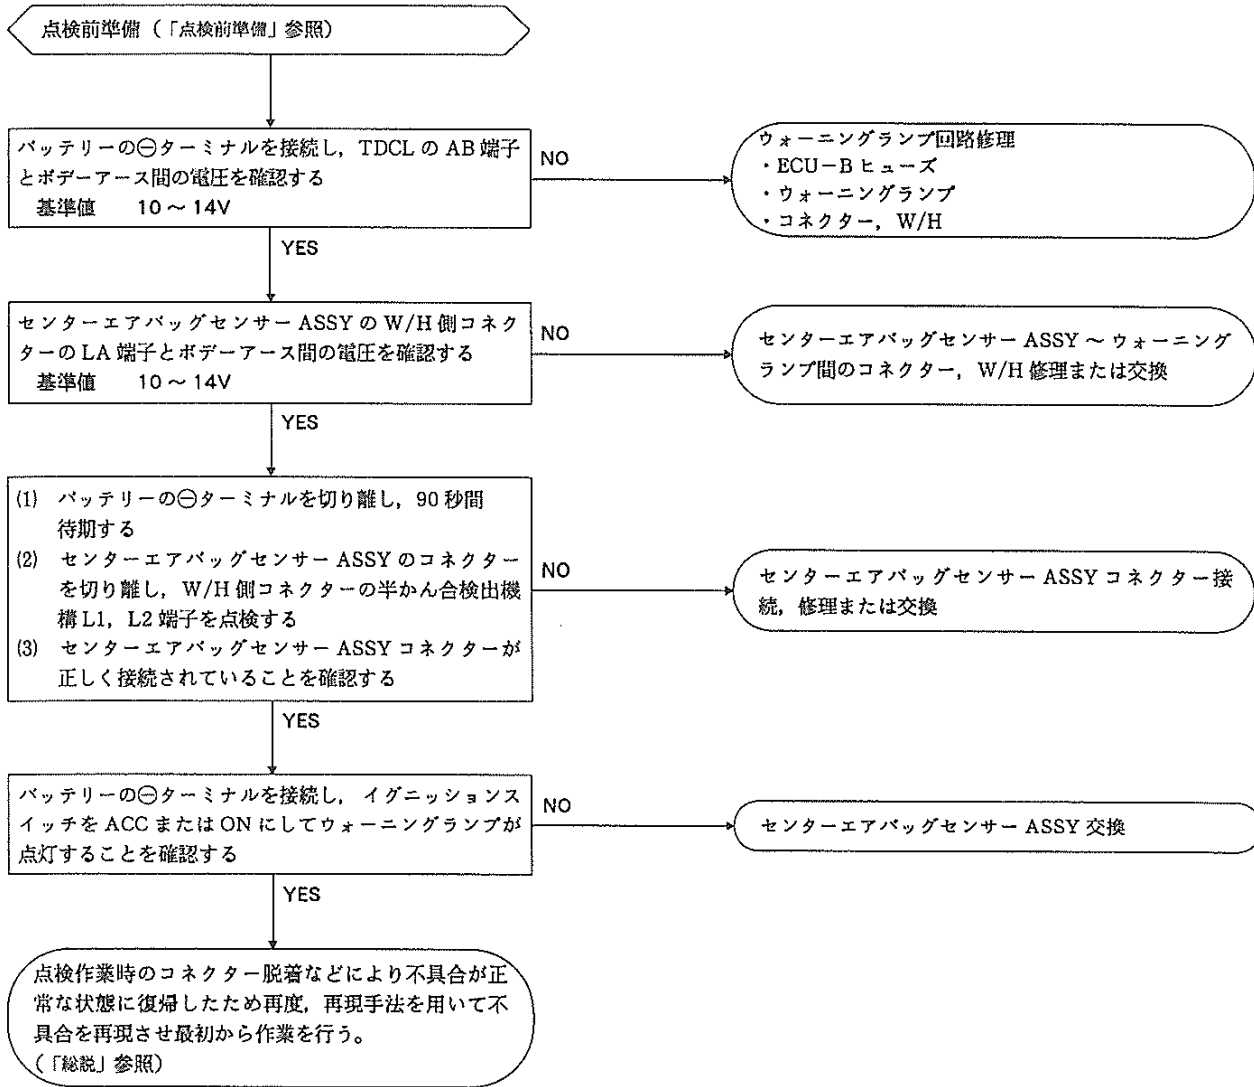 点検前準備 (「点検前準備」参照)
バッテリーの⊖ターミナルを接続し, TDCL の AB 端子
とボデーアース間の電圧を確認する
基準値 10 ~ 14V
NO
ウォーニングランプ回路修理
・ECU-B ヒューズ
・ウォーニングランプ
・コネクター, W/H
YES
センターエアバッグセンサー ASSY の W/H 側コネク
ターの LA 端子とボデーアース間の電圧を確認する
基準値 10 ~ 14V
NO
センターエアバッグセンサー ASSY ~ ウォーニング
ランプ間のコネクター, W/H 修理または交換
YES
(1) バッテリーの⊖ターミナルを切り離し, 90 秒間
待期する
(2) センターエアバッグセンサー ASSY のコネクター
を切り離し, W/H 側コネクターの半かん合検出機
構 L1, L2 端子を点検する
(3) センターエアバッグセンサー ASSY コネクターが
正しく接続されていることを確認する
NO
センターエアバッグセンサー ASSY コネクター接
続, 修理または交換
YES
バッテリーの⊖ターミナルを接続し, イグニッションス
イッチを ACC または ON にしてウォーニングランプが
点灯することを確認する
NO
センターエアバッグセンサー ASSY 交換
YES
点検作業時のコネクター脱着などにより不具合が正
常な状態に復帰したため再度, 再現手法を用いて不
具合を再現させ最初から作業を行う。
(「総説」参照)